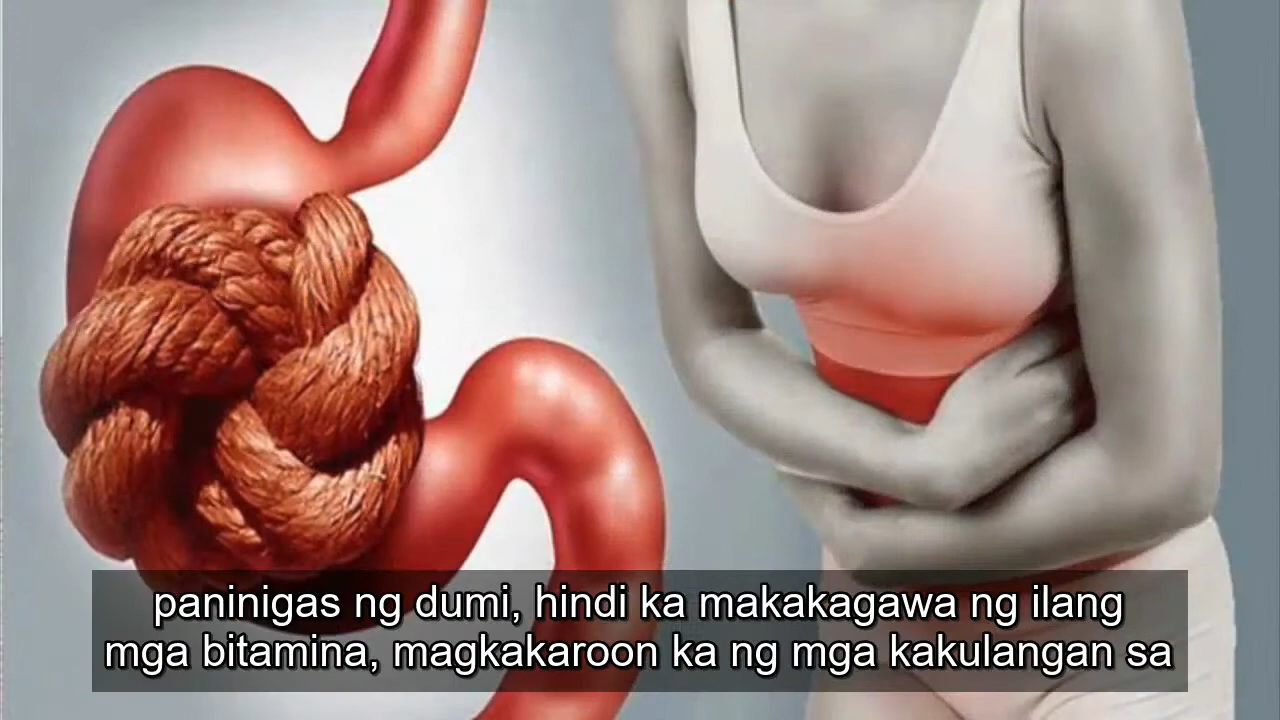 paninigas ng dumi, hindi ka makakagawa ng ilang
mga bitamina, magkakaroon ka ng mga kakulangan sa